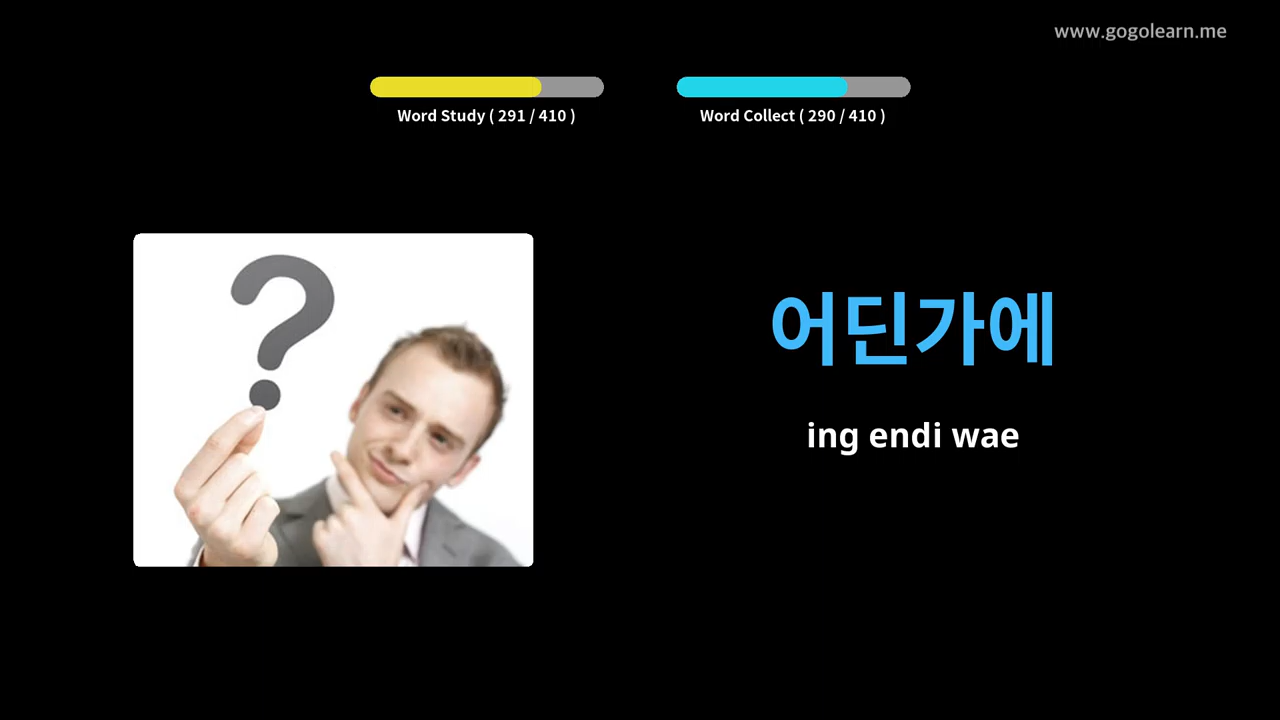 www.gogolearn.me
Word Study ( 291 / 410 )
Word Collect ( 290 / 410 )
어딘가에
ing endi wae